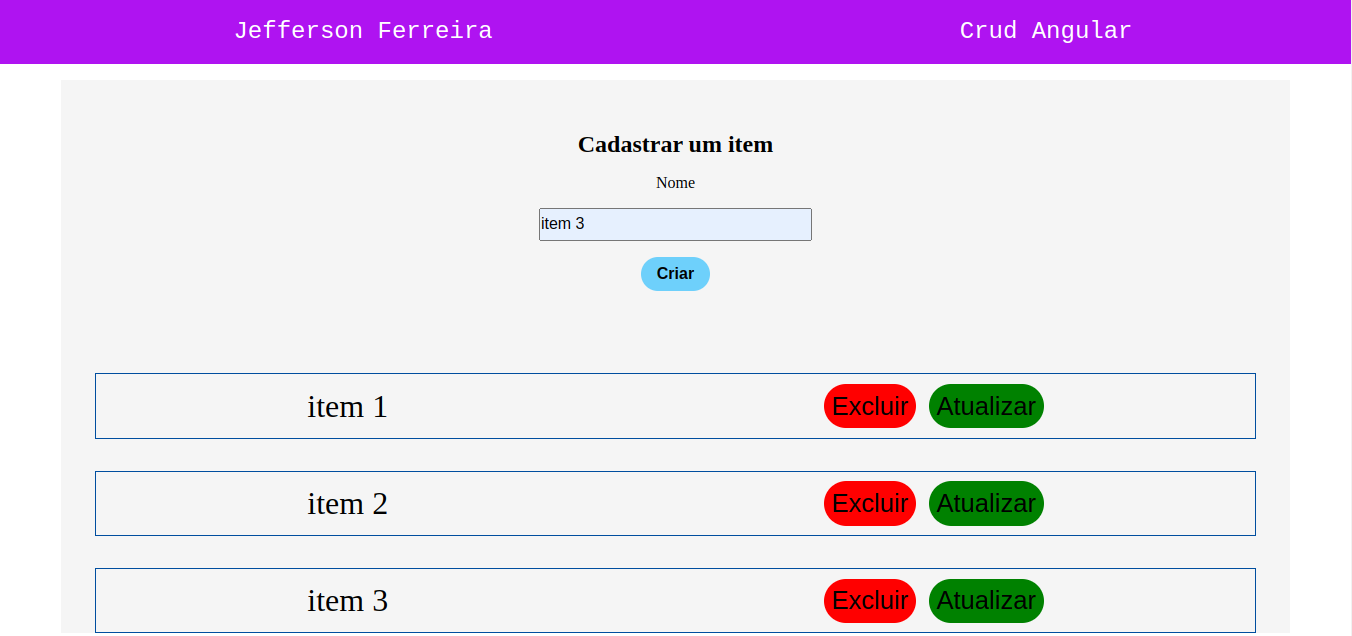 Jefferson Ferreira Crud Angular
Cadastrar um item
Nome
item 3
Criar
item 1 Excluir Atualizar
item 2 Excluir Atualizar
item 3 Excluir Atualizar